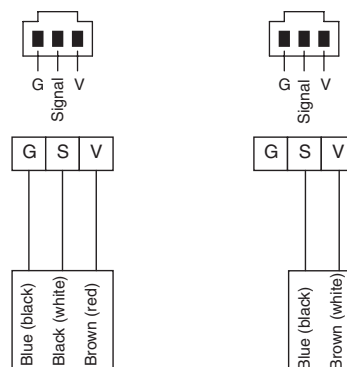 G Signal V
G Signal V
G S V
G S V
Blue (black)
Black (white)
Brown (red)
Blue (black)
Brown (white)